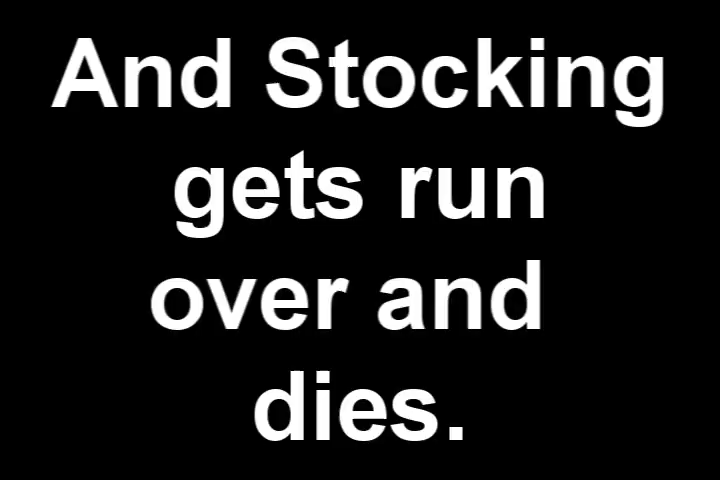 And Stocking
gets run
over and
dies.